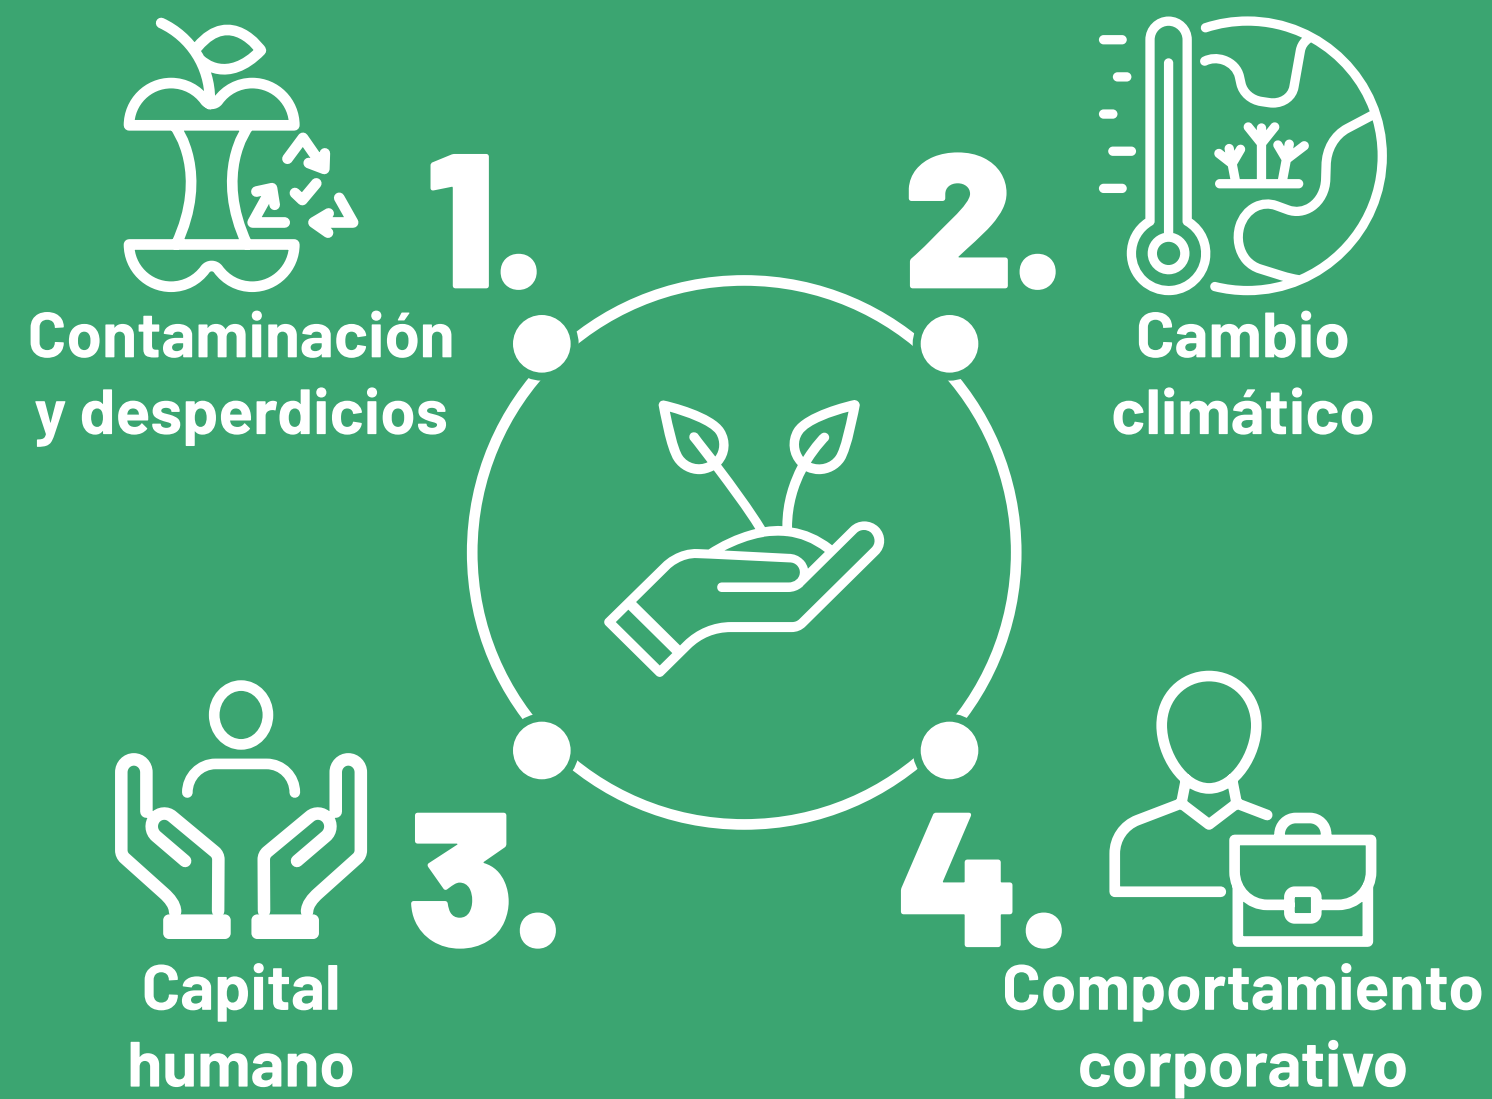 1.
Contaminación
y desperdicios
2.
Cambio
climático
3.
Capital
humano
4.
Comportamiento
corporativo